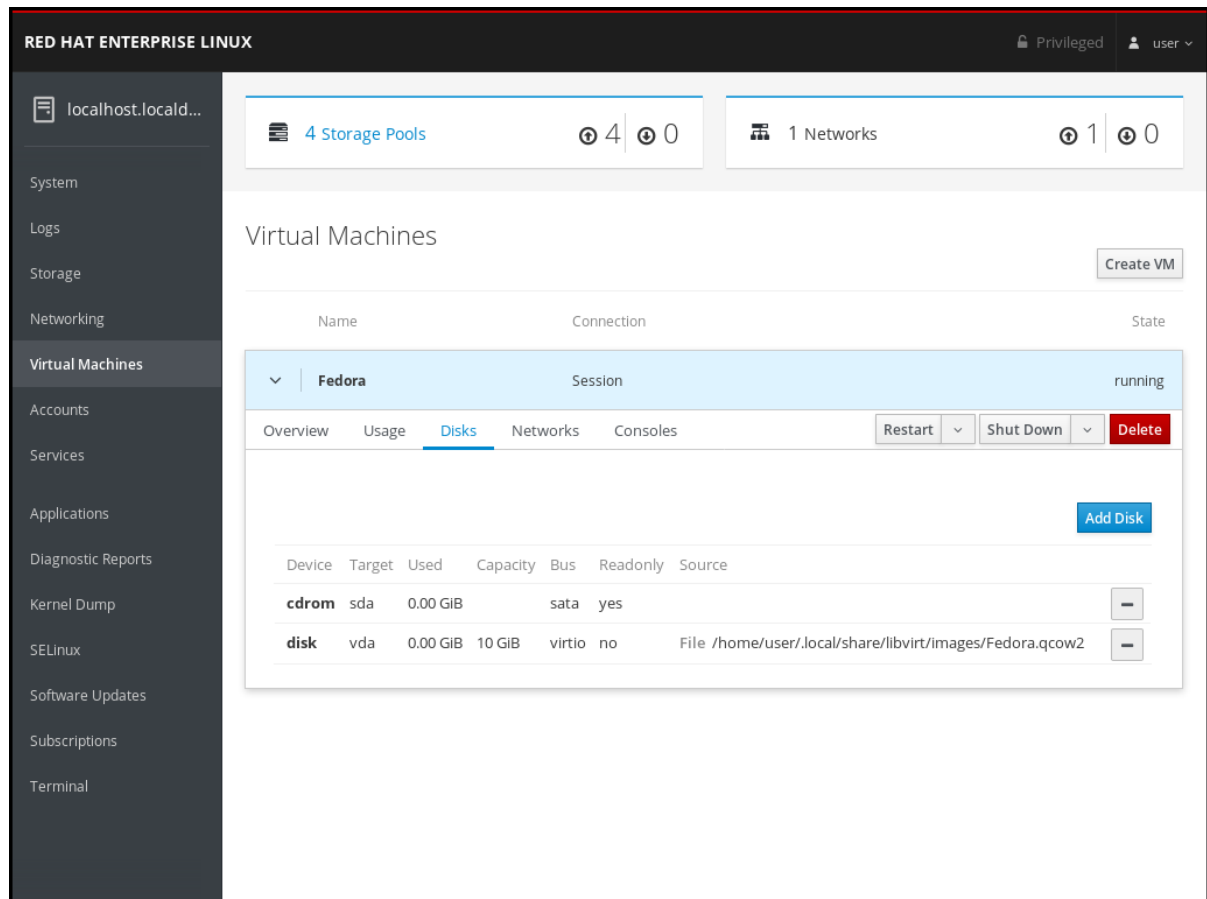 RED HAT ENTERPRISE LINUX Privileged user
localhost.locald...
4 Storage Pools 4 0 1 Networks 1 0
System
Logs
Storage
Networking
Virtual Machines
Accounts
Services
Applications
Diagnostic Reports
Kernel Dump
SELinux
Software Updates
Subscriptions
Terminal
Virtual Machines
Create VM
Name Connection State
Fedora Session running
Overview Usage Disks Networks Consoles Restart Shut Down Delete
Add Disk
Device Target Used Capacity Bus Readonly Source
cdrom sda 0.00 GiB sata yes
disk vda 0.00 GiB 10 GiB virtio no File /home/user/.local/share/libvirt/images/Fedora.qcow2